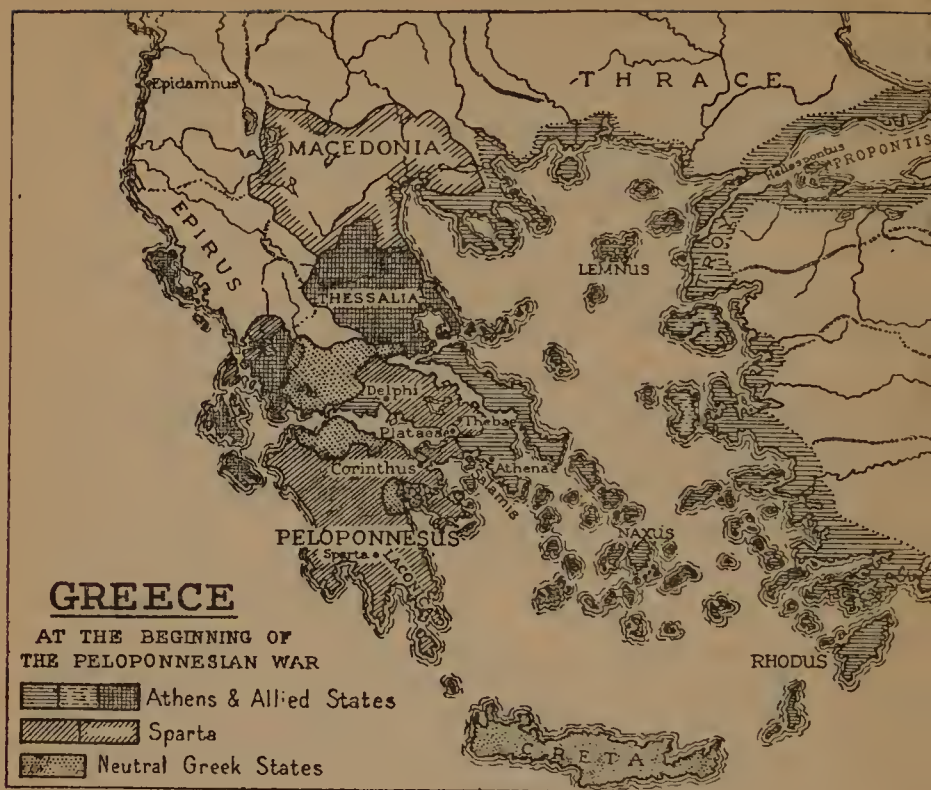 THRACE
Epidamnus
MACEDONIA
Hellespontus
PROPONTIS
EPIRUS
LEMNUS
THESSALIA
Delphi
Plataea
Thebae
Corinthus
Athenae
Salamis
PELOPONNESUS
NAXUS
Sparta
GREECE
AT THE BEGINNING OF
THE PELOPONNESIAN WAR
RHODUS
Athens & Allied States
Sparta
CRETA
Neutral Greek States